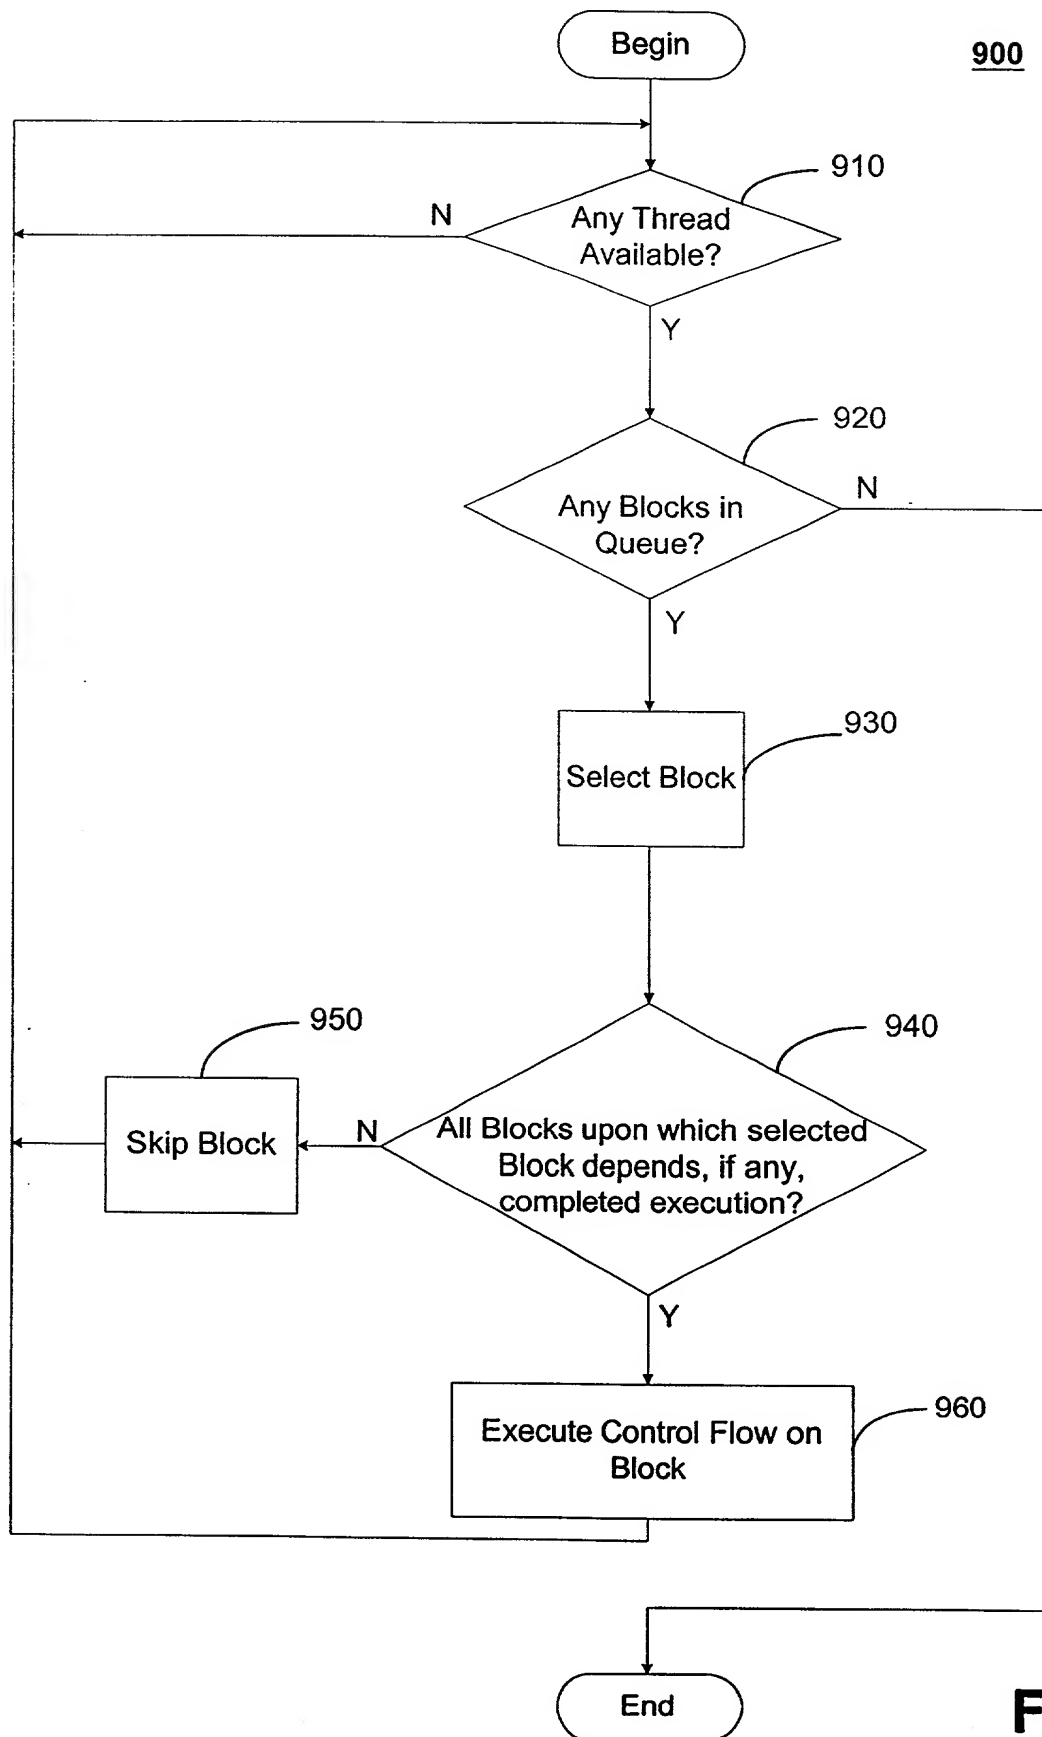 Begin
900
910
N
Any Thread
Available?
Y
920
N
Any Blocks in
Queue?
Y
930
Select Block
950
940
Skip Block
N
All Blocks upon which selected
Block depends, if any,
completed execution?
Y
960
Execute Control Flow on
Block
End
F